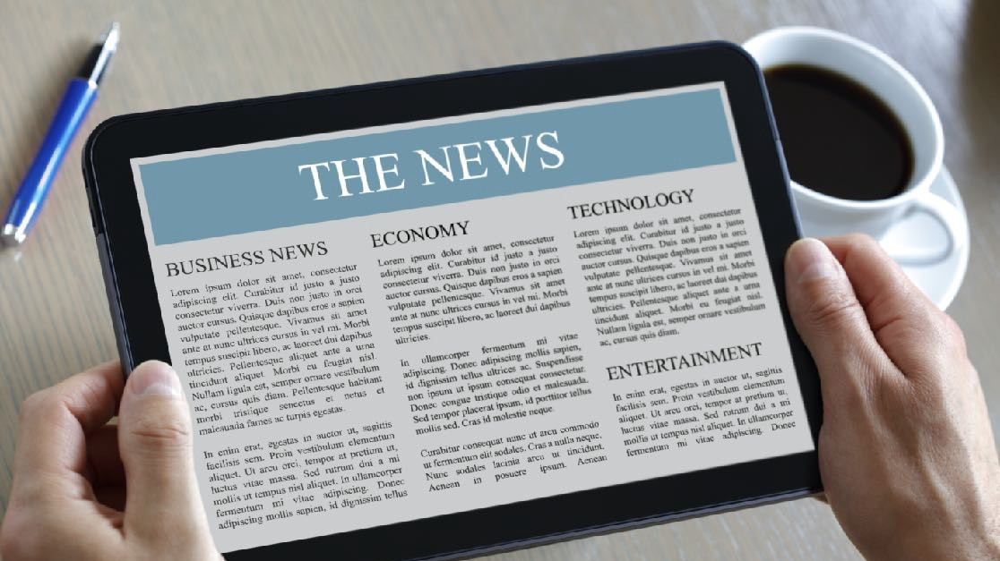 THE NEWS
BUSINESS NEWS
Lorem ipsum dolor sit amet, consectetur
adipiscing elit. Curabitur id justo a justo
consectetur viverra. Duis non justo in orci
auctor cursus. Quisque dapibus eros a sapien
vulputate pellentesque. Vivamus sit amet
ante at nunc ultrices cursus in vel mi. Morbi
tempus suscipit libero, ac laoreet dui dapibus
ultricies. Pellentesque aliquet ante a urna
tincidunt aliquet. Morbi eu feugiat nisl.
Nullam ligula est, semper ornare vestibulum
ac, cursus quis diam. Pellentesque habitant
morbi tristique senectus et netus et
malesuada fames ac turpis egestas.
In enim erat, egestas in auctor ut, sagittis
facilisis sem. Proin vestibulum elementum
aliquet. Ut arcu orci, tempor at pretium ut,
luctus vitae massa. Sed rutrum dui a mi
mollis ut tempus nisl aliquet. In ullamcorper
fermentum mi vitae adipiscing. Donec
adipiscing mollis sapien, id dignissim tellus
ECONOMY
Lorem ipsum dolor sit amet, consectetur
adipiscing elit. Curabitur id justo a justo
consectetur viverra. Duis non justo in orci
auctor cursus. Quisque dapibus eros a sapien
vulputate pellentesque. Vivamus sit amet
ante at nunc ultrices cursus in vel mi. Morbi
tempus suscipit libero, ac laoreet dui dapibus
ultricies.
In ullamcorper fermentum mi vitae
adipiscing. Donec adipiscing mollis sapien,
id dignissim tellus ultrices ac. Suspendisse
non ipsum ut ipsum consequat consectetur.
Donec congue tristique odio et malesuada.
Sed tempor placerat ipsum, id porttitor tellus
mollis sed. Cras id molestie neque.
Curabitur consequat nunc ut arcu commodo
ut fermentum elit sodales. Cras a nulla neque.
Nunc sodales lacinia arcu ut tincidunt.
Aenean in posuere ipsum. Aenean
TECHNOLOGY
Lorem ipsum dolor sit amet, consectetur
adipiscing elit. Curabitur id justo a justo
consectetur viverra. Duis non justo in orci
auctor cursus. Quisque dapibus eros a sapien
vulputate pellentesque. Vivamus sit amet
ante at nunc ultrices cursus in vel mi. Morbi
tempus suscipit libero, ac laoreet dui dapibus
ultricies. Pellentesque aliquet ante a urna
tincidunt aliquet. Morbi eu feugiat nisl.
Nullam ligula est, semper ornare vestibulum
ac, cursus quis diam.
ENTERTAINMENT
In enim erat, egestas in auctor ut, sagittis
facilisis sem. Proin vestibulum elementum
aliquet. Ut arcu orci, tempor at pretium ut,
luctus vitae massa. Sed rutrum dui a mi
mollis ut tempus nisl aliquet. In ullamcorper
fermentum mi vitae adipiscing. Donec